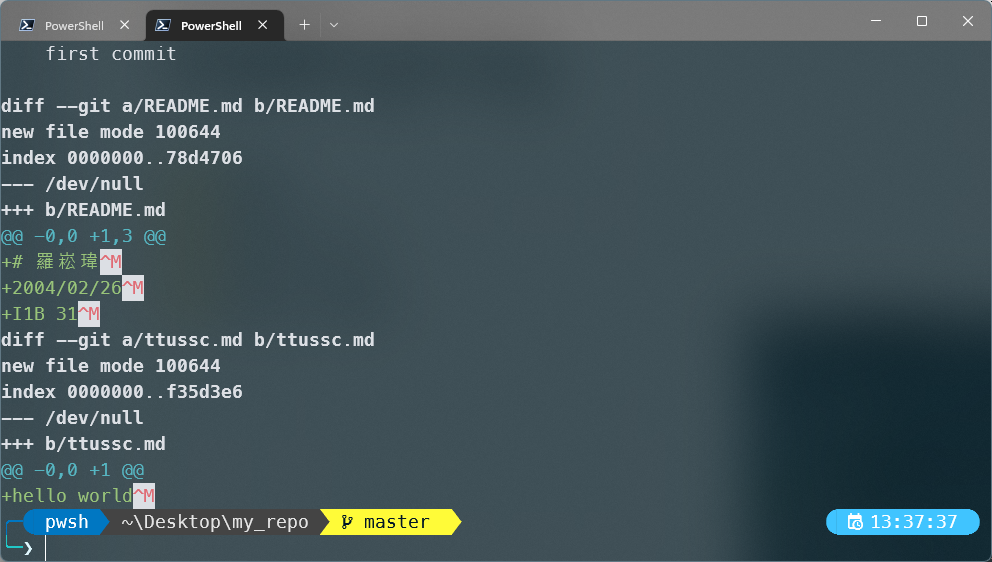 PowerShell
PowerShell
first commit
diff --git a/README.md b/README.md
new file mode 100644
index 0000000..78d4706
--- /dev/null
+++ b/README.md
@@ -0,0 +1,3 @@
+# 羅崧瑋^M
+2004/02/26^M
+I1B 31^M
diff --git a/ttussc.md b/ttussc.md
new file mode 100644
index 0000000..f35d3e6
--- /dev/null
+++ b/ttussc.md
@@ -0,0 +1 @@
+hello world^M
pwsh ~\Desktop\my_repo master 13:37:37
❯